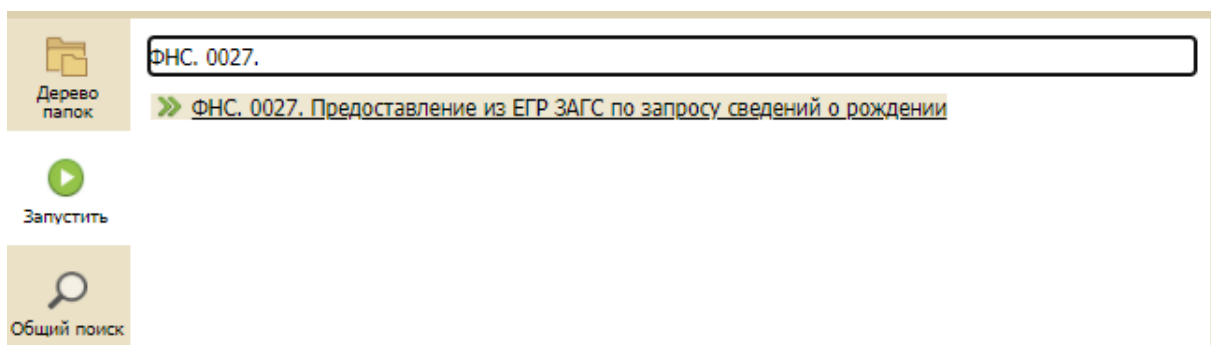 ФНС. 0027.
Дерево
папок
ФНС. 0027. Предоставление из ЕГР ЗАГС по запросу сведений о рождении
Запустить
Общий поиск